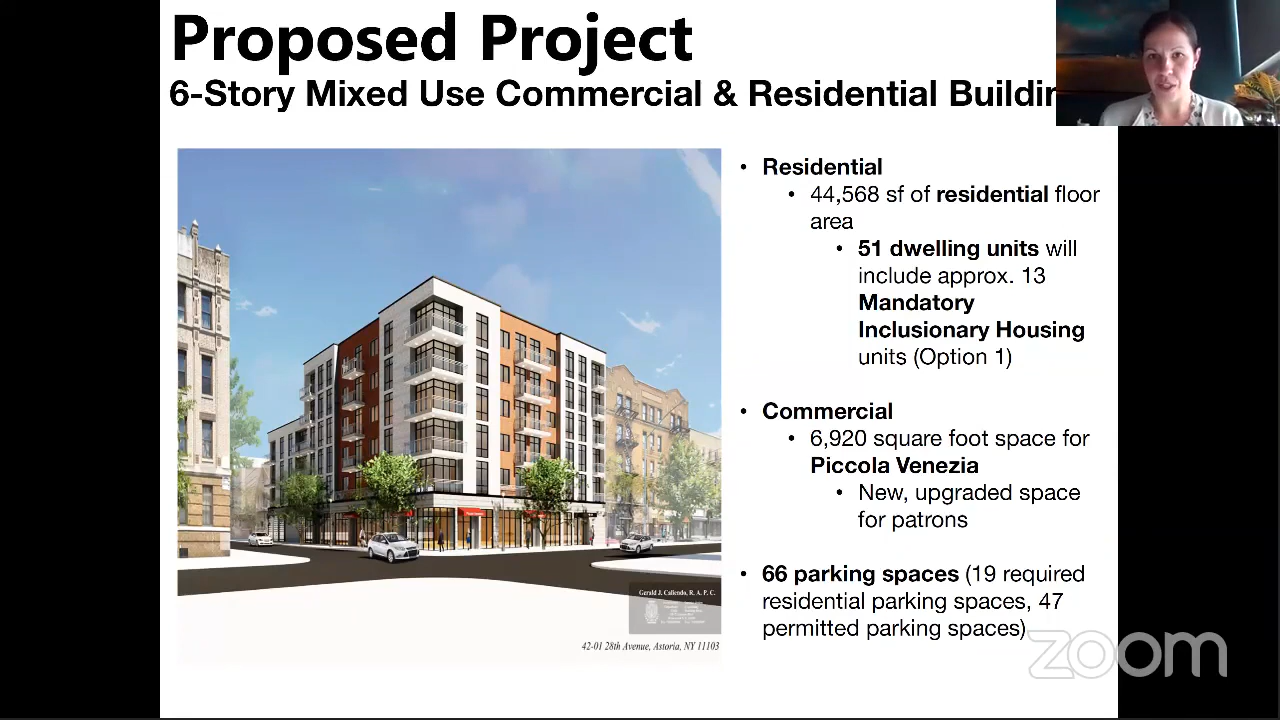 Proposed Project
6-Story Mixed Use Commercial & Residential Buildin
• Residential
• 44,568 sf of residential floor
area
• 51 dwelling units will
include approx. 13
Mandatory
Inclusionary Housing
units (Option 1)
• Commercial
• 6,920 square foot space for
Piccola Venezia
• New, upgraded space
for patrons
• 66 parking spaces (19 required
residential parking spaces, 47
permitted parking spaces)
Gerald J. Caliendo, R. A. P. C.
42-01 28th Avenue, Astoria, NY 11103
zoom